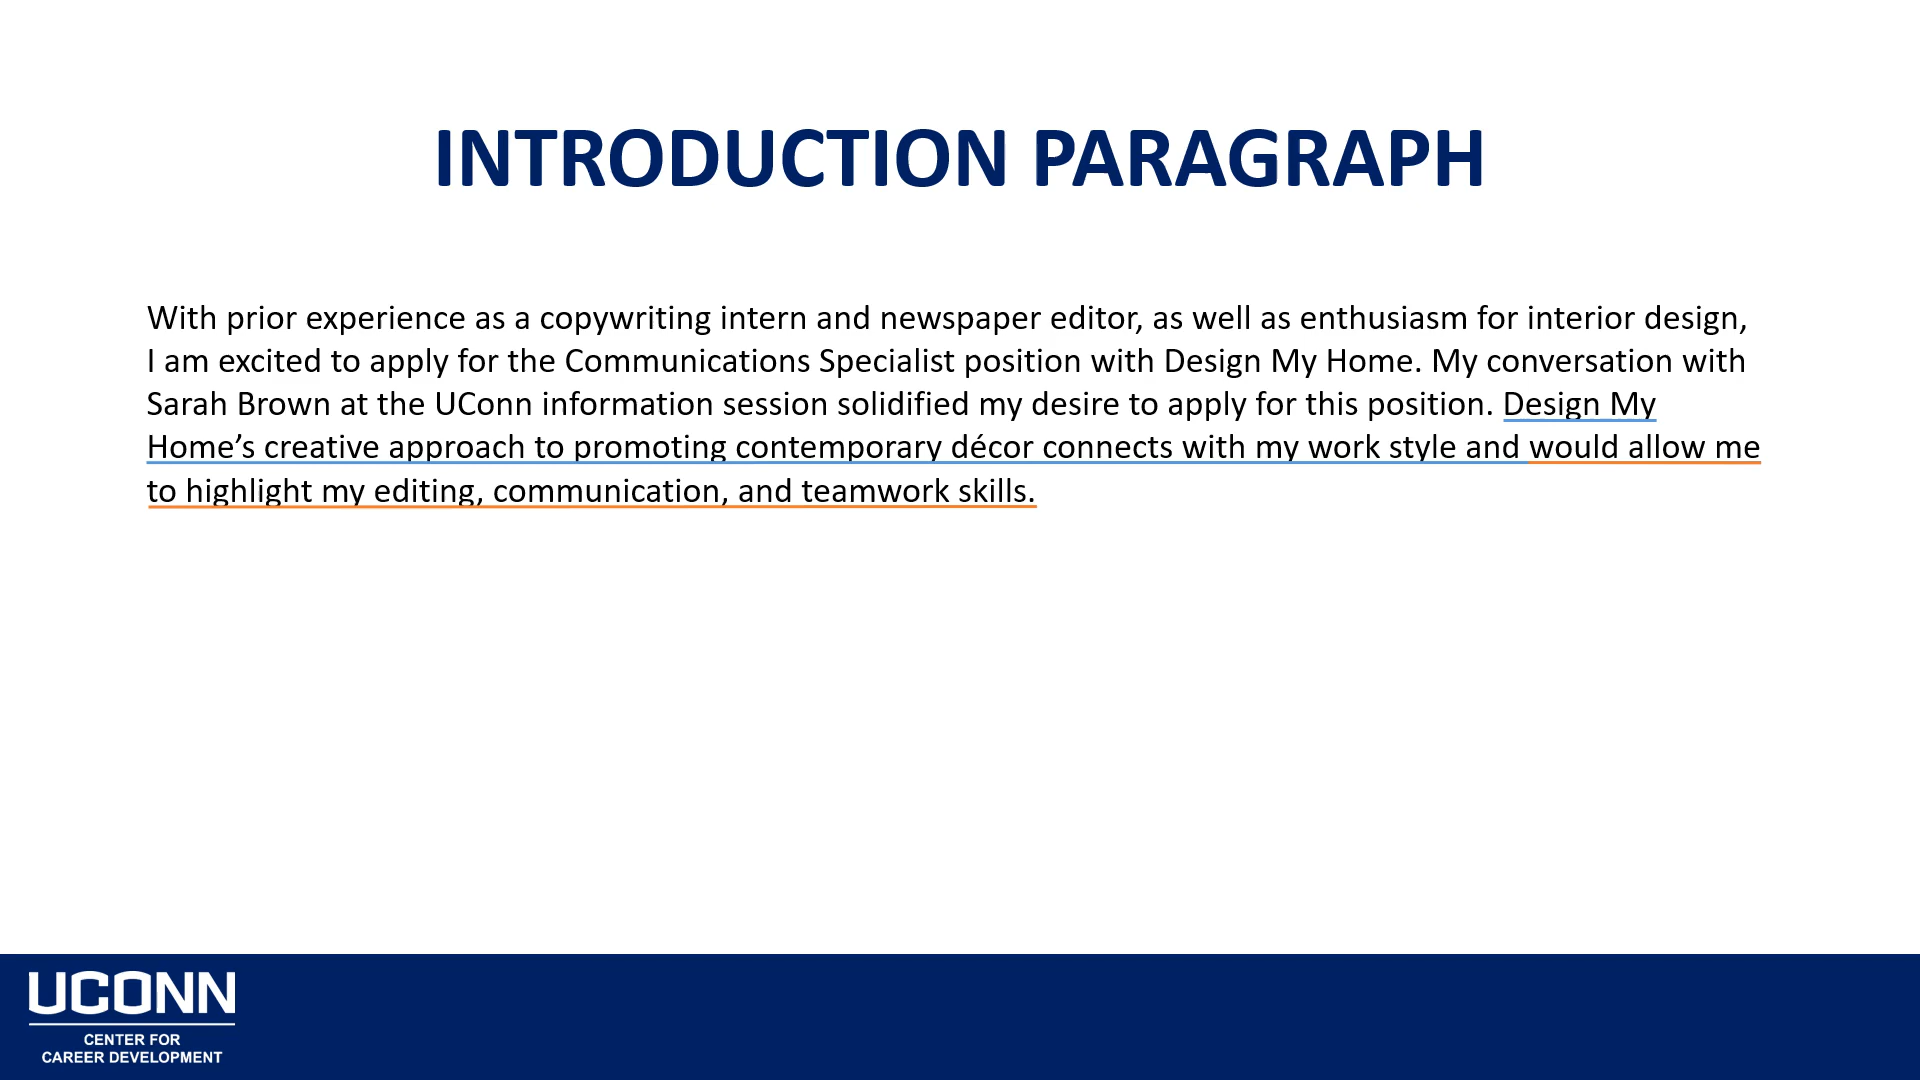 INTRODUCTION PARAGRAPH
With prior experience as a copywriting intern and newspaper editor, as well as enthusiasm for interior design,
I am excited to apply for the Communications Specialist position with Design My Home. My conversation with
Sarah Brown at the UConn information session solidified my desire to apply for this position. Design My
Home’s creative approach to promoting contemporary décor connects with my work style and would allow me
to highlight my editing, communication, and teamwork skills.
UCONN
CENTER FOR
CAREER DEVELOPMENT